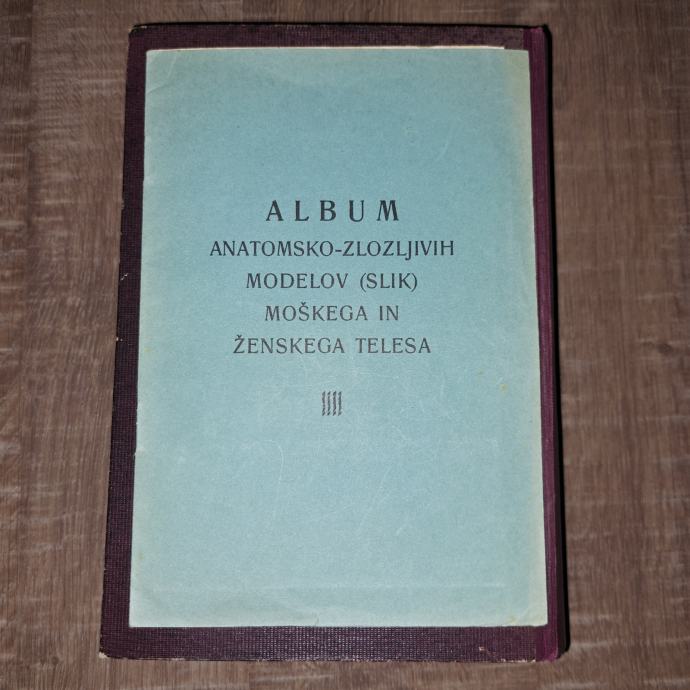 ALBUM
ANATOMSKO-ZLOZLJIVIH
MODELOV (SLIK)
MOŠKEGA IN
ŽENSKEGA TELESA